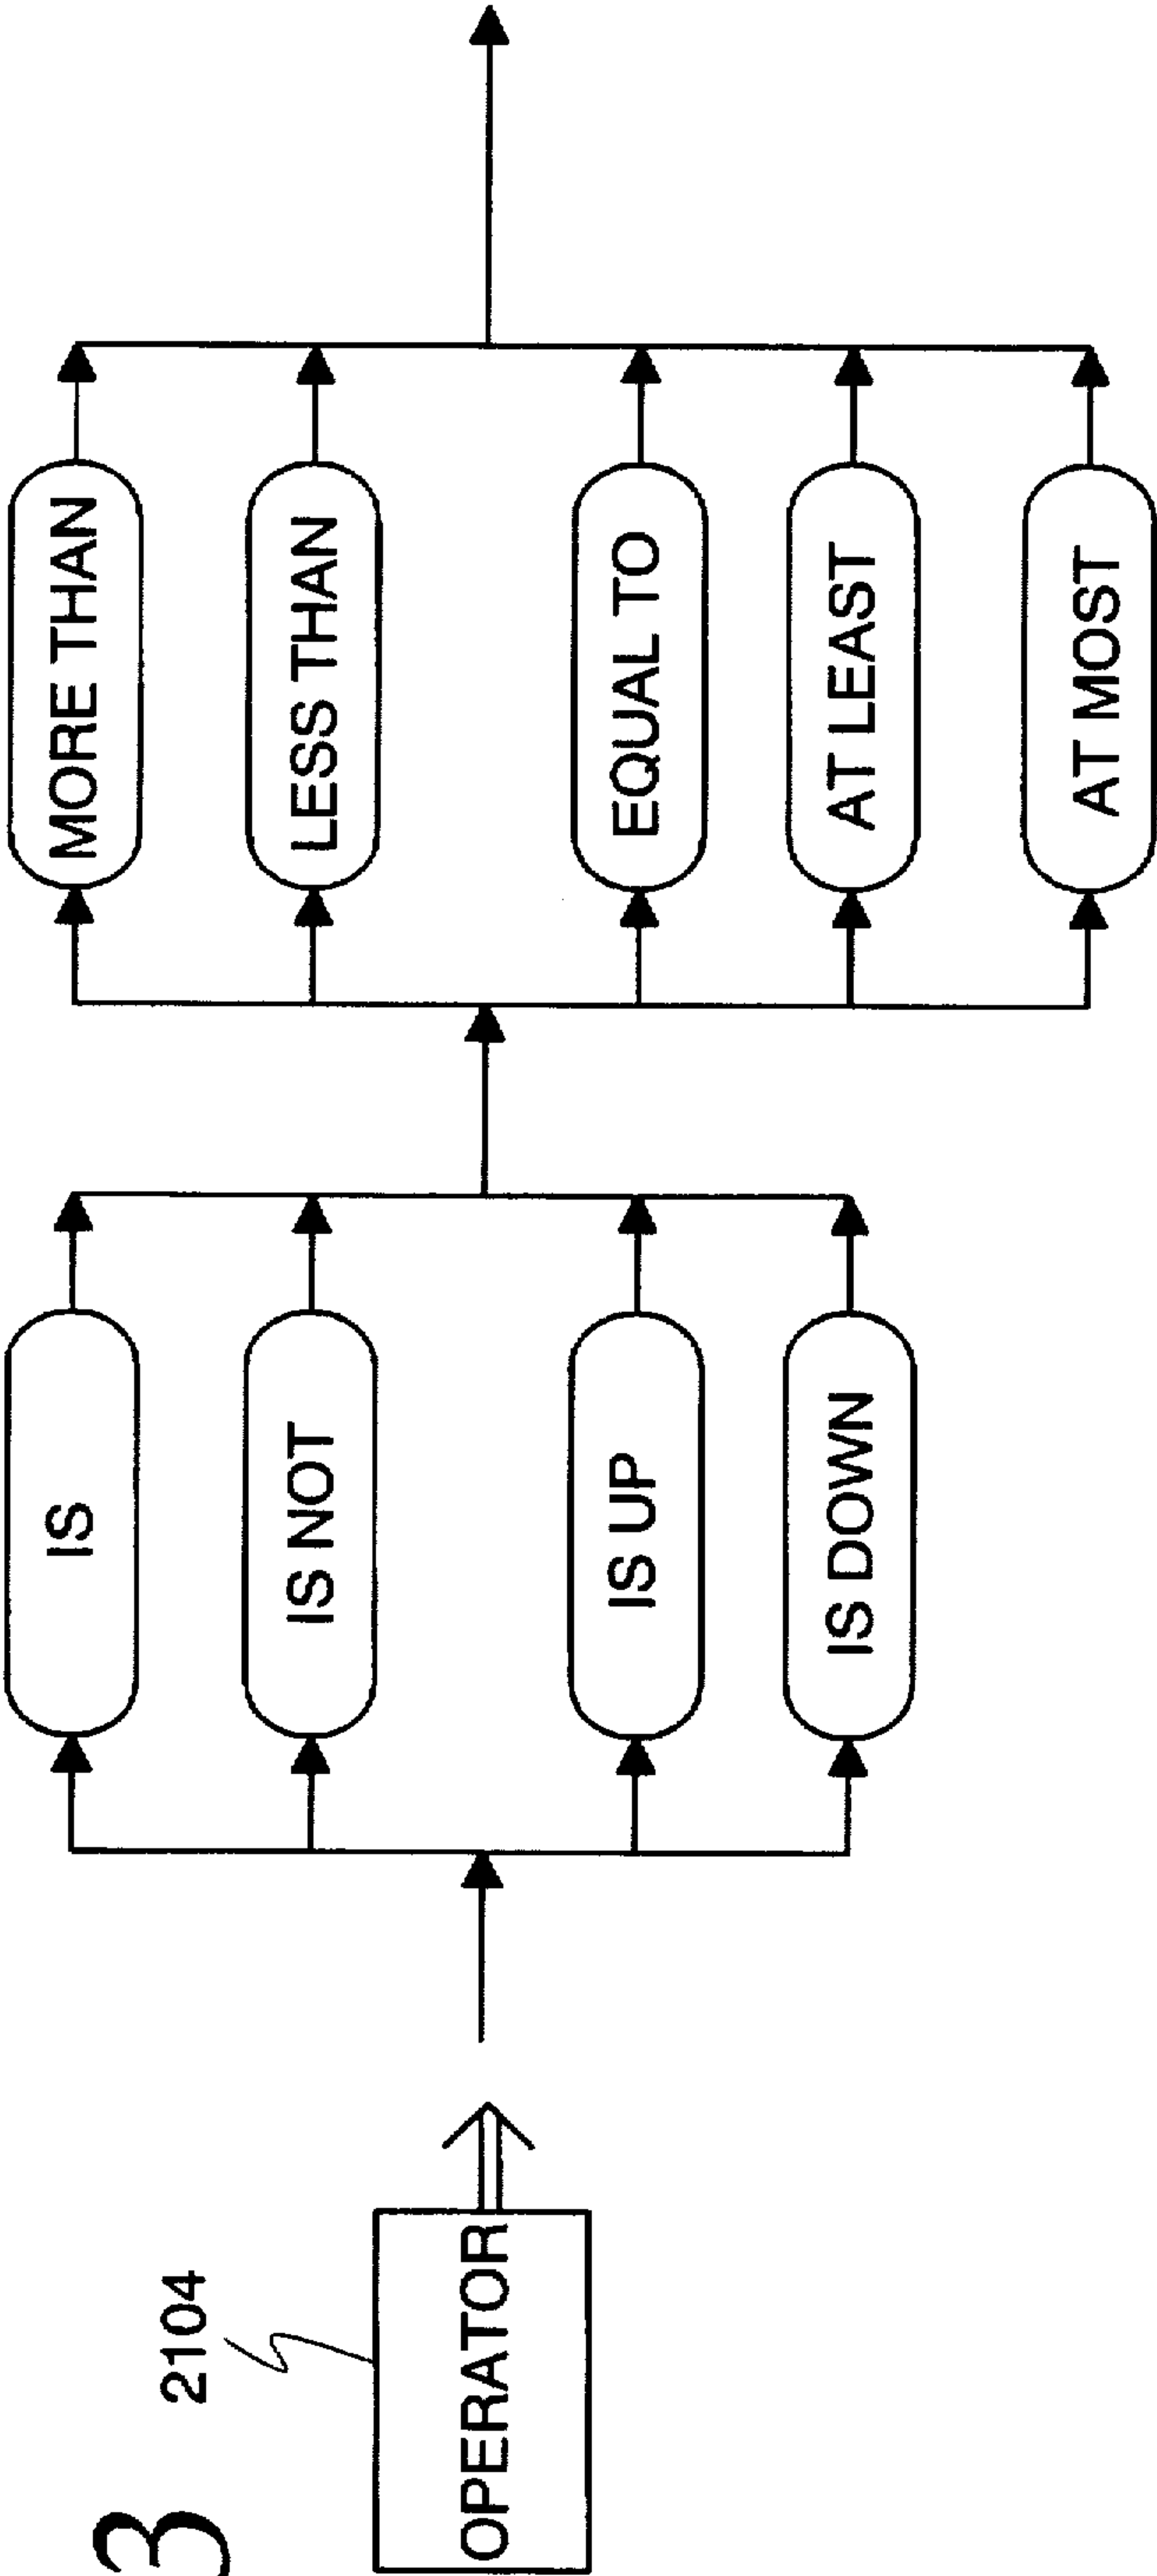 3
2104
OPERATOR
IS
IS NOT
IS UP
IS DOWN
MORE THAN
LESS THAN
EQUAL TO
AT LEAST
AT MOST